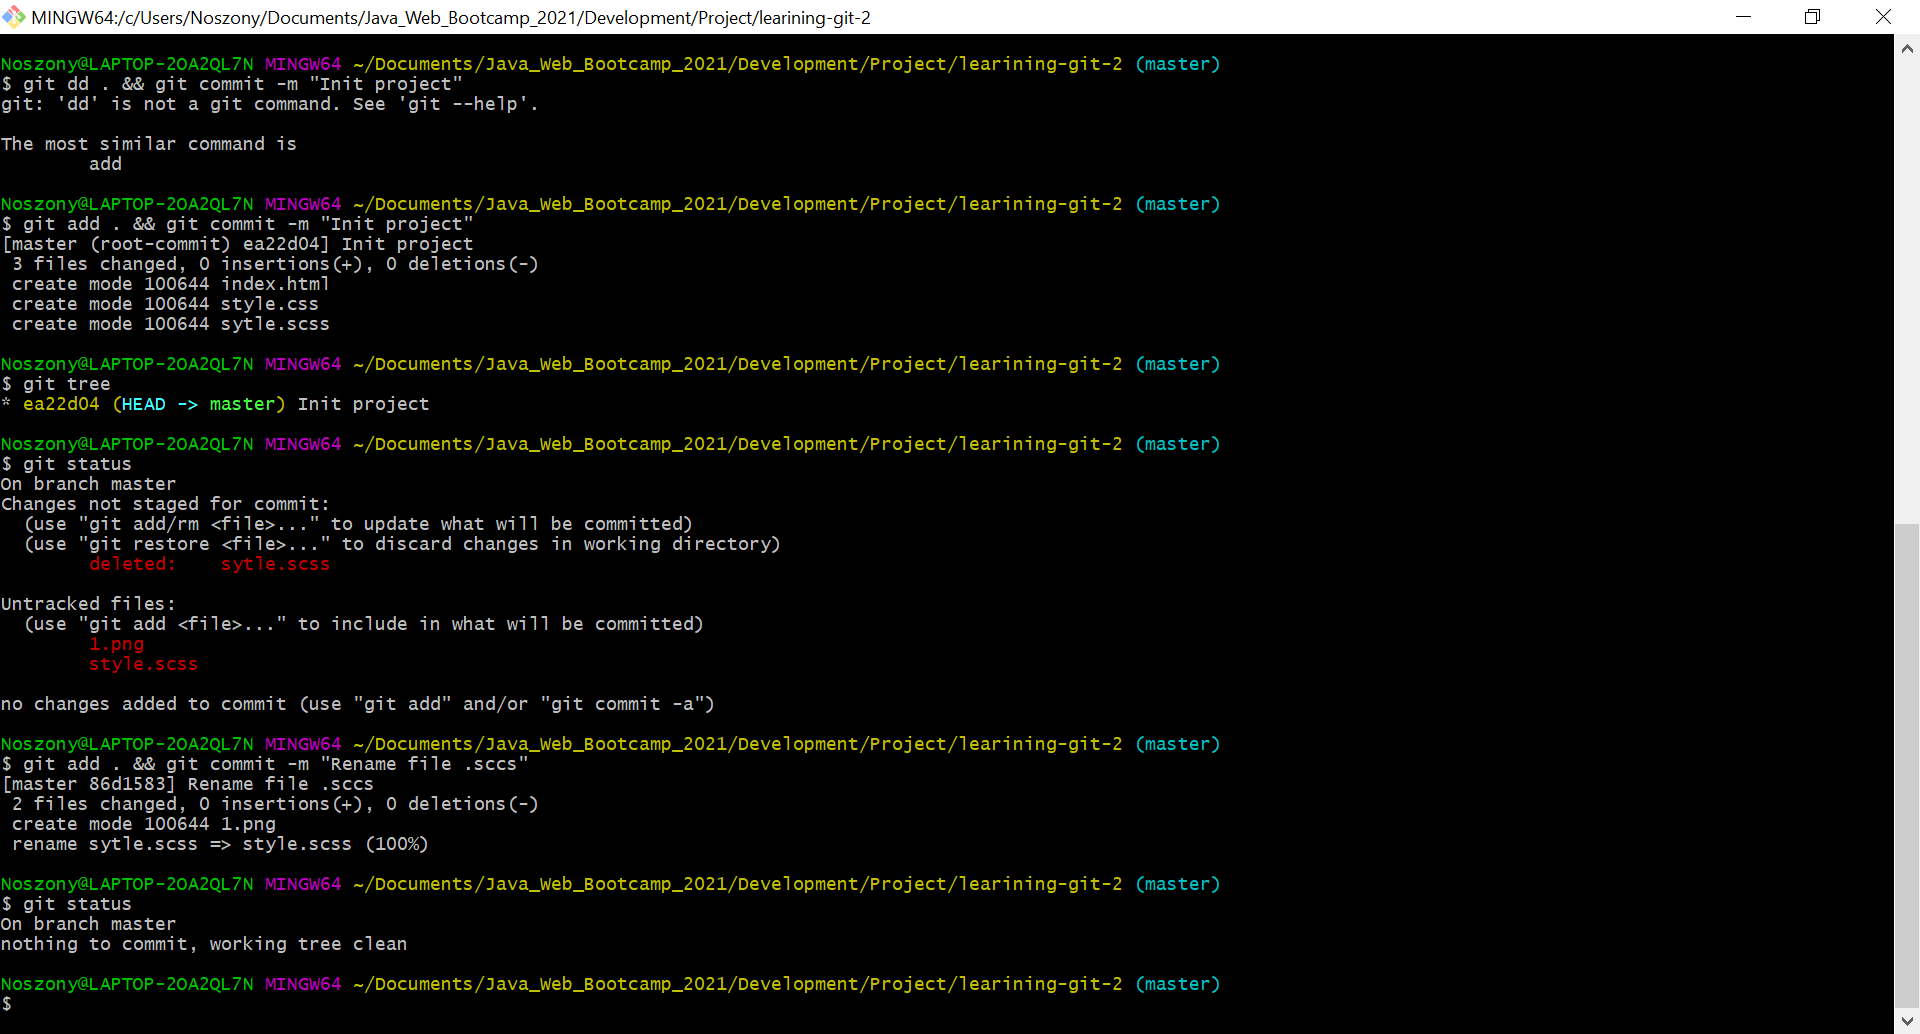 MINGW64:/c/Users/Noszony/Documents/Java_Web_Bootcamp_2021/Development/Project/learining-git-2
Noszony@LAPTOP-2OA2QL7N MINGW64 ~/Documents/Java_Web_Bootcamp_2021/Development/Project/learining-git-2 (master)
$ git dd . && git commit -m "Init project"
git: 'dd' is not a git command. See 'git --help'.
The most similar command is
add
Noszony@LAPTOP-2OA2QL7N MINGW64 ~/Documents/Java_Web_Bootcamp_2021/Development/Project/learining-git-2 (master)
$ git add . && git commit -m "Init project"
[master (root-commit) ea22d04] Init project
3 files changed, 0 insertions(+), 0 deletions(-)
create mode 100644 index.html
create mode 100644 style.css
create mode 100644 sytle.scss
Noszony@LAPTOP-2OA2QL7N MINGW64 ~/Documents/Java_Web_Bootcamp_2021/Development/Project/learining-git-2 (master)
$ git tree
* ea22d04 (HEAD -> master) Init project
Noszony@LAPTOP-2OA2QL7N MINGW64 ~/Documents/Java_Web_Bootcamp_2021/Development/Project/learining-git-2 (master)
$ git status
On branch master
Changes not staged for commit:
(use "git add/rm <file>..." to update what will be committed)
(use "git restore <file>..." to discard changes in working directory)
deleted: sytle.scss
Untracked files:
(use "git add <file>..." to include in what will be committed)
1.png
style.scss
no changes added to commit (use "git add" and/or "git commit -a")
Noszony@LAPTOP-2OA2QL7N MINGW64 ~/Documents/Java_Web_Bootcamp_2021/Development/Project/learining-git-2 (master)
$ git add . && git commit -m "Rename file .sccs"
[master 86d1583] Rename file .sccs
2 files changed, 0 insertions(+), 0 deletions(-)
create mode 100644 1.png
rename sytle.scss => style.scss (100%)
Noszony@LAPTOP-2OA2QL7N MINGW64 ~/Documents/Java_Web_Bootcamp_2021/Development/Project/learining-git-2 (master)
$ git status
On branch master
nothing to commit, working tree clean
Noszony@LAPTOP-2OA2QL7N MINGW64 ~/Documents/Java_Web_Bootcamp_2021/Development/Project/learining-git-2 (master)
$